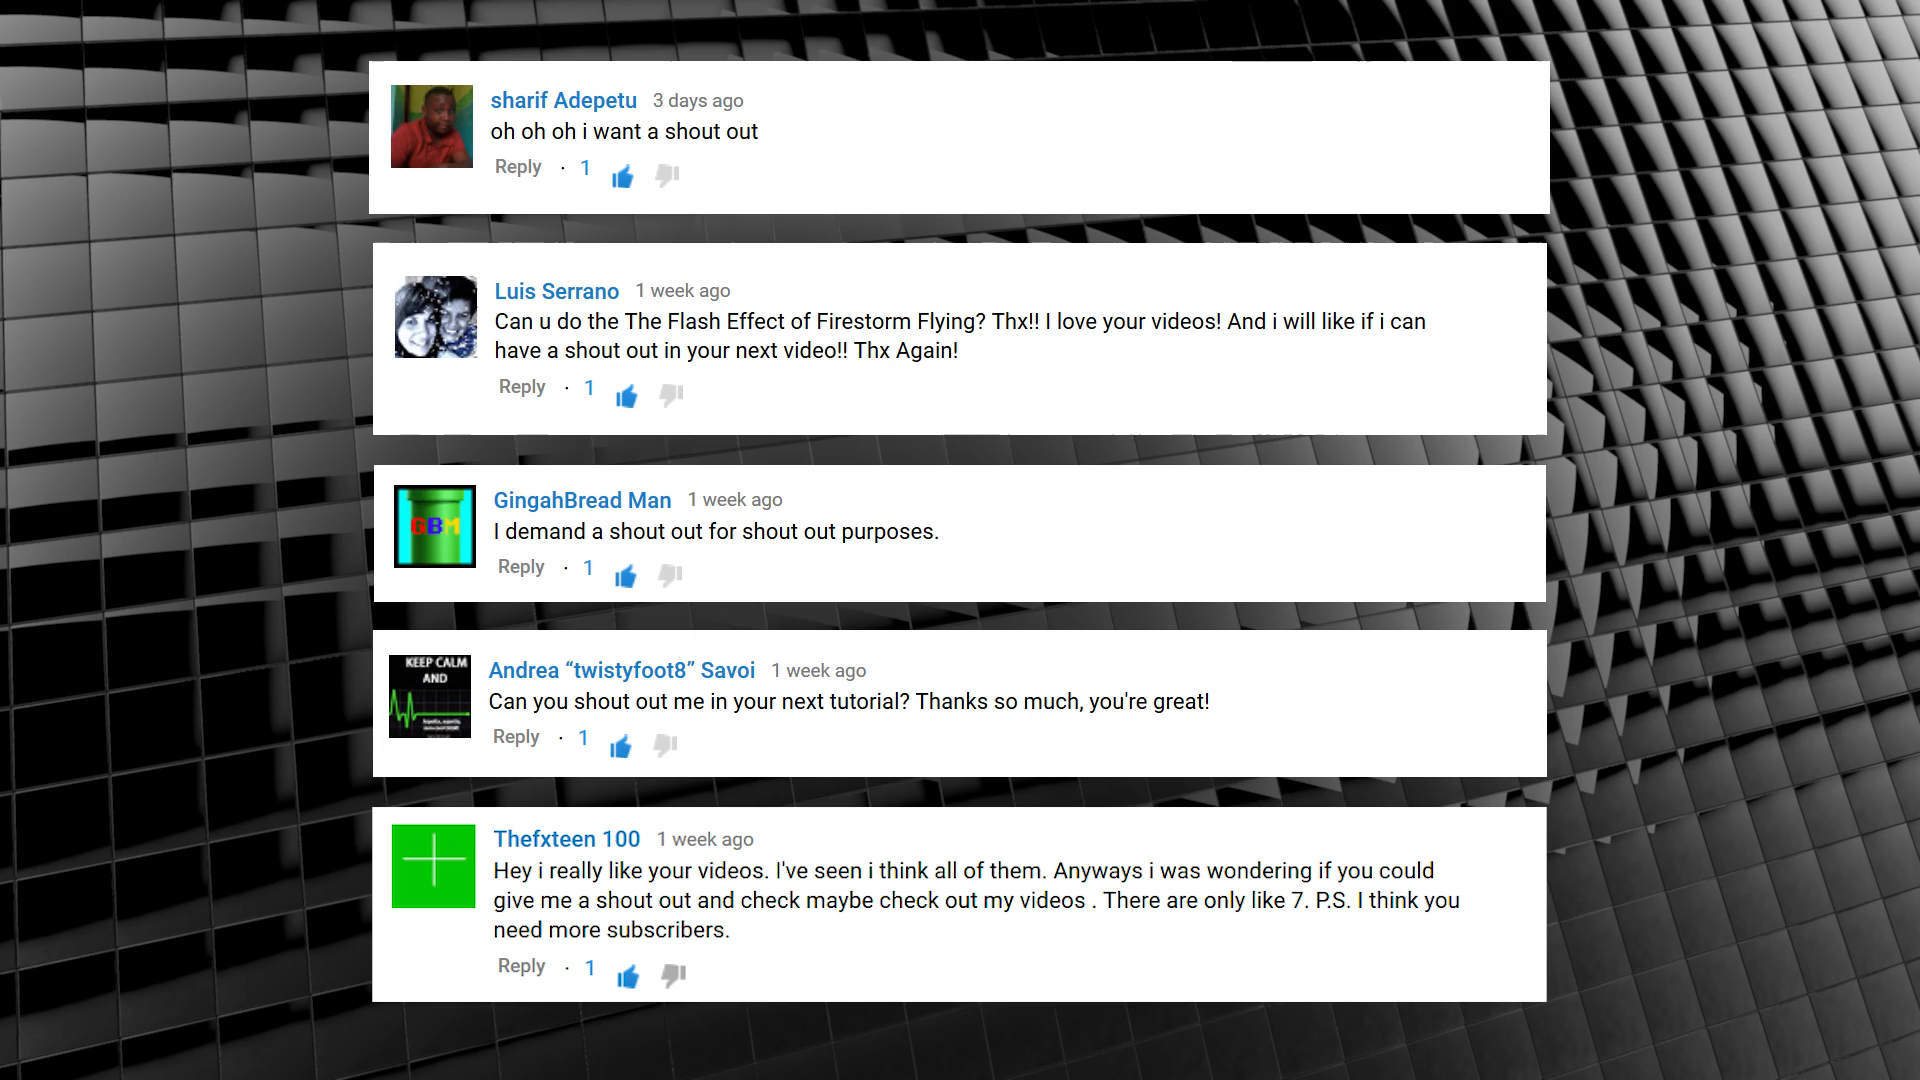 sharif Adepetu 3 days ago
oh oh oh i want a shout out
Reply · 1
Luis Serrano 1 week ago
Can u do the The Flash Effect of Firestorm Flying? Thx!! I love your videos! And i will like if i can
have a shout out in your next video!! Thx Again!
Reply · 1
GBM
GingahBread Man 1 week ago
I demand a shout out for shout out purposes.
Reply · 1
KEEP CALM
AND
Andrea “twistyfoot8” Savoi 1 week ago
Can you shout out me in your next tutorial? Thanks so much, you're great!
Reply · 1
Thefxteen 100 1 week ago
Hey i really like your videos. I've seen i think all of them. Anyways i was wondering if you could
give me a shout out and check maybe check out my videos . There are only like 7. P.S. I think you
need more subscribers.
Reply · 1